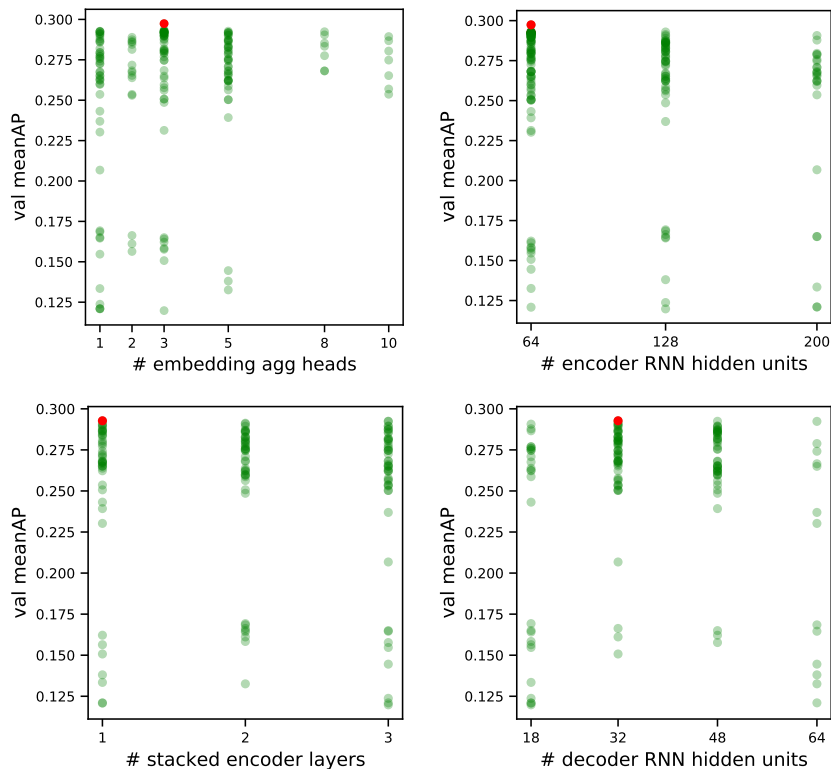 0.300
0.275
0.250
0.225
0.200
0.175
0.150
0.125
val meanAP
1 2 3 5 8 10
# embedding agg heads
0.300
0.275
0.250
0.225
0.200
0.175
0.150
0.125
val meanAP
64 128 200
# encoder RNN hidden units
0.300
0.275
0.250
0.225
0.200
0.175
0.150
0.125
val meanAP
1 2 3
# stacked encoder layers
0.300
0.275
0.250
0.225
0.200
0.175
0.150
0.125
val meanAP
18 32 48 64
# decoder RNN hidden units